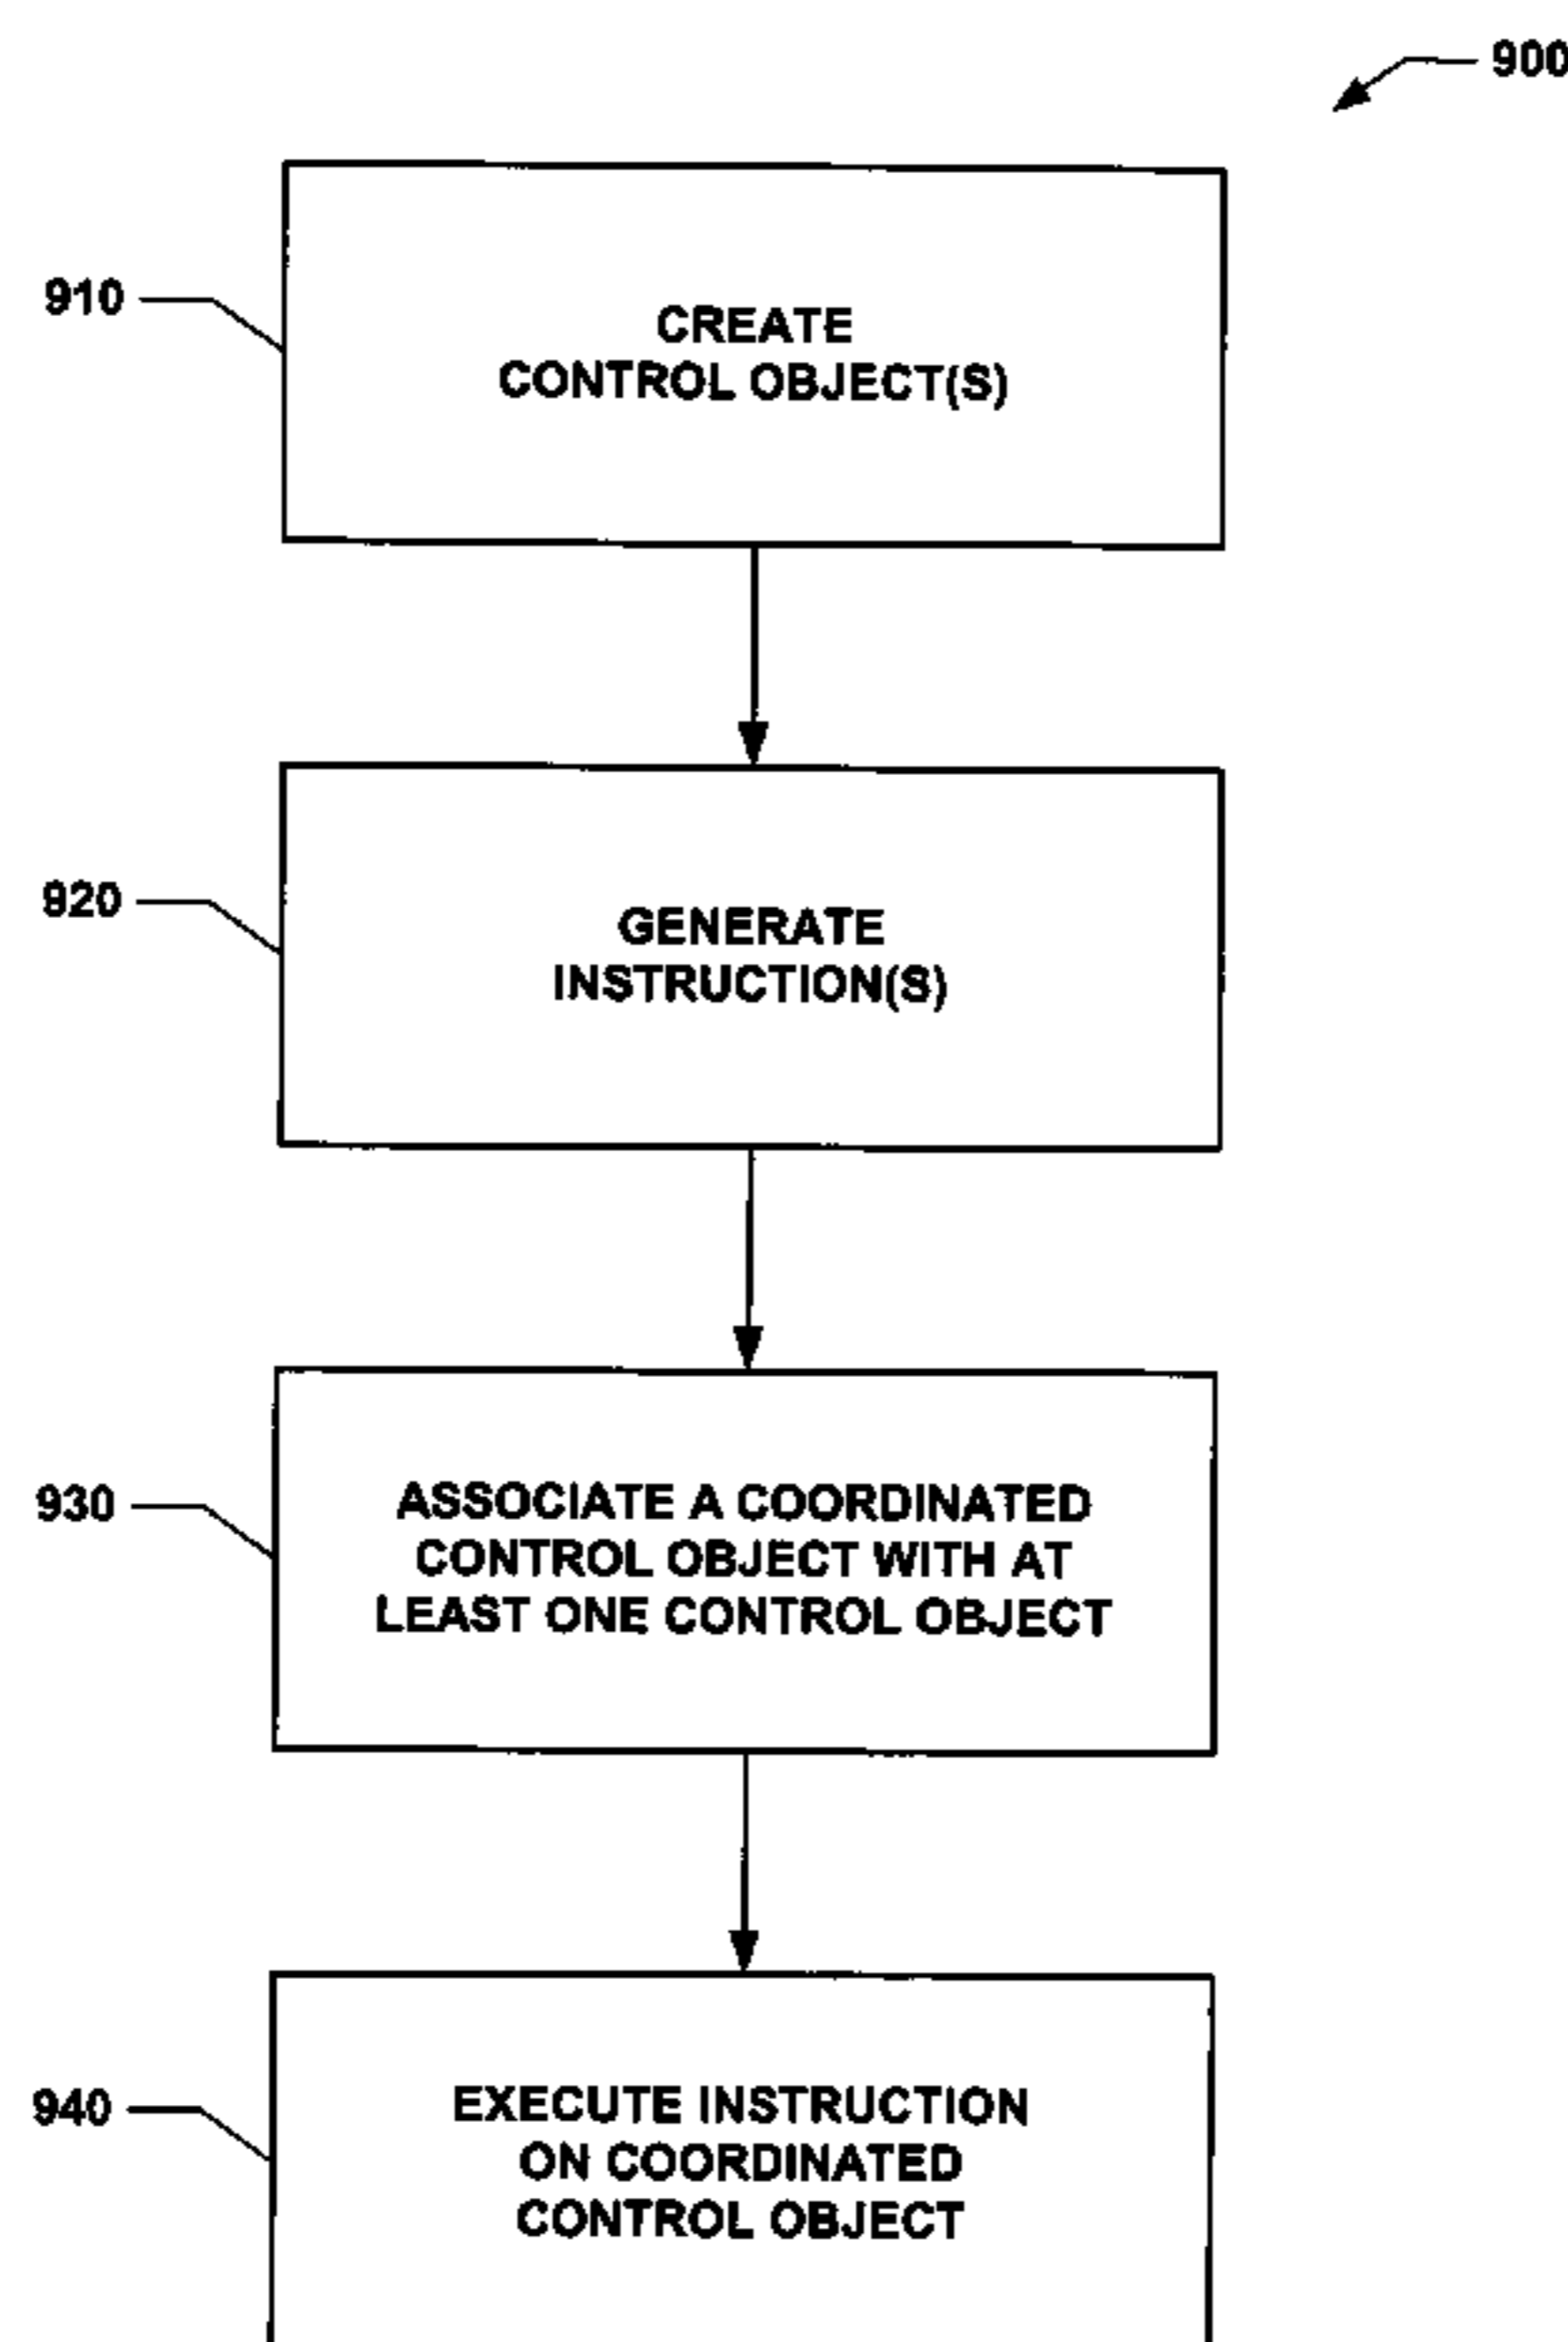 900
910
CREATE
CONTROL OBJECT(S)
920
GENERATE
INSTRUCTION(S)
930
ASSOCIATE A COORDINATED
CONTROL OBJECT WITH AT
LEAST ONE CONTROL OBJECT
940
EXECUTE INSTRUCTION
ON COORDINATED
CONTROL OBJECT